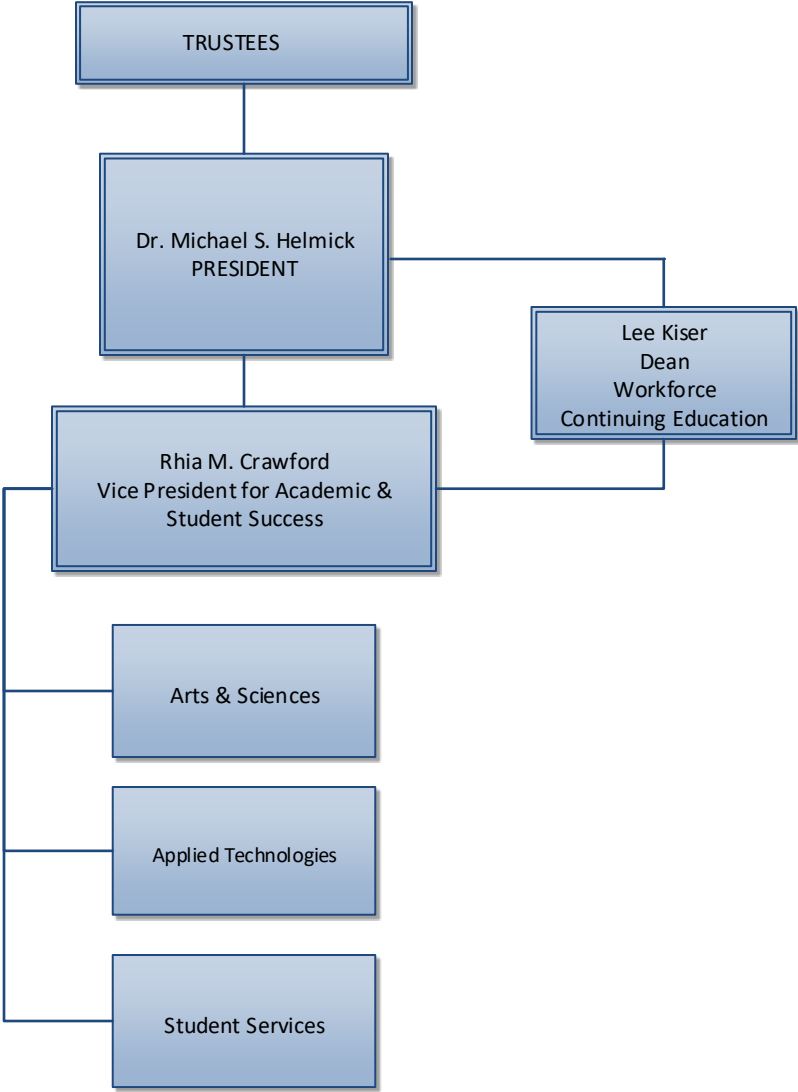 TRUSTEES
Dr. Michael S. Helmick
PRESIDENT
Lee Kiser
Dean
Workforce
Continuing Education
Rhia M. Crawford
Vice President for Academic &
Student Success
Arts & Sciences
Applied Technologies
Student Services